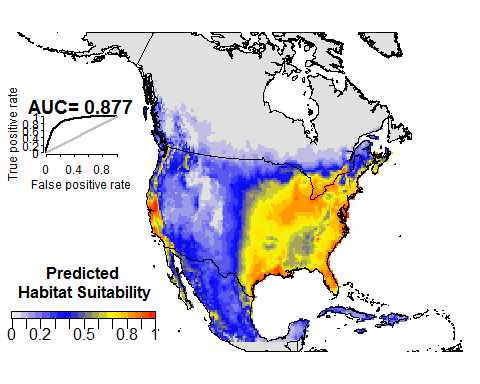 AUC= 0.877
True positive rate
1
0.8
0.6
0.4
0.2
0
0 0.4 0.8
False positive rate
Predicted
Habitat Suitability
0 0.2 0.5 0.8 1